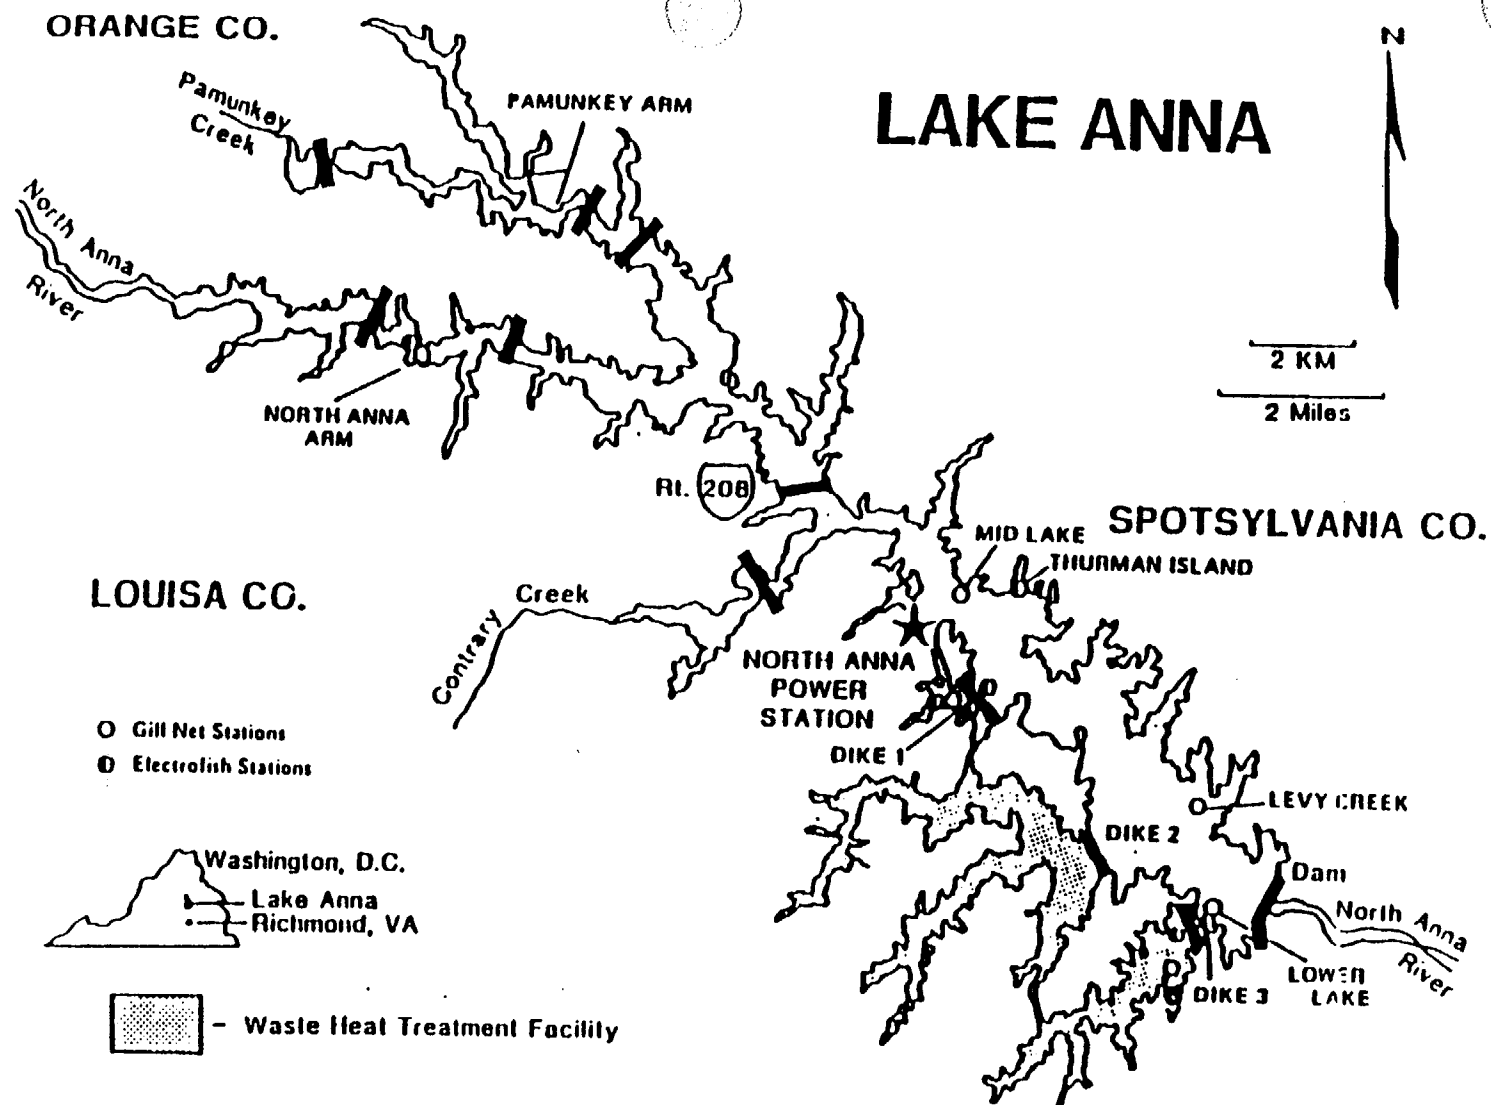 ORANGE CO.
LAKE ANNA
N
Pamunkey
Creek
PAMUNKEY ARM
North Anna
River
2 KM
2 Miles
NORTH ANNA
ARM
Rt. 208
SPOTSYLVANIA CO.
MID LAKE
THURMAN ISLAND
LOUISA CO.
Contrary Creek
NORTH ANNA
POWER
STATION
DIKE 1
Gill Net Stations
Electrofish Stations
LEVY CREEK
DIKE 2
Washington, D.C.
Lake Anna
Richmond, VA
Dam
North Anna
River
LOWER
LAKE
DIKE 3
- Waste Heat Treatment Facility